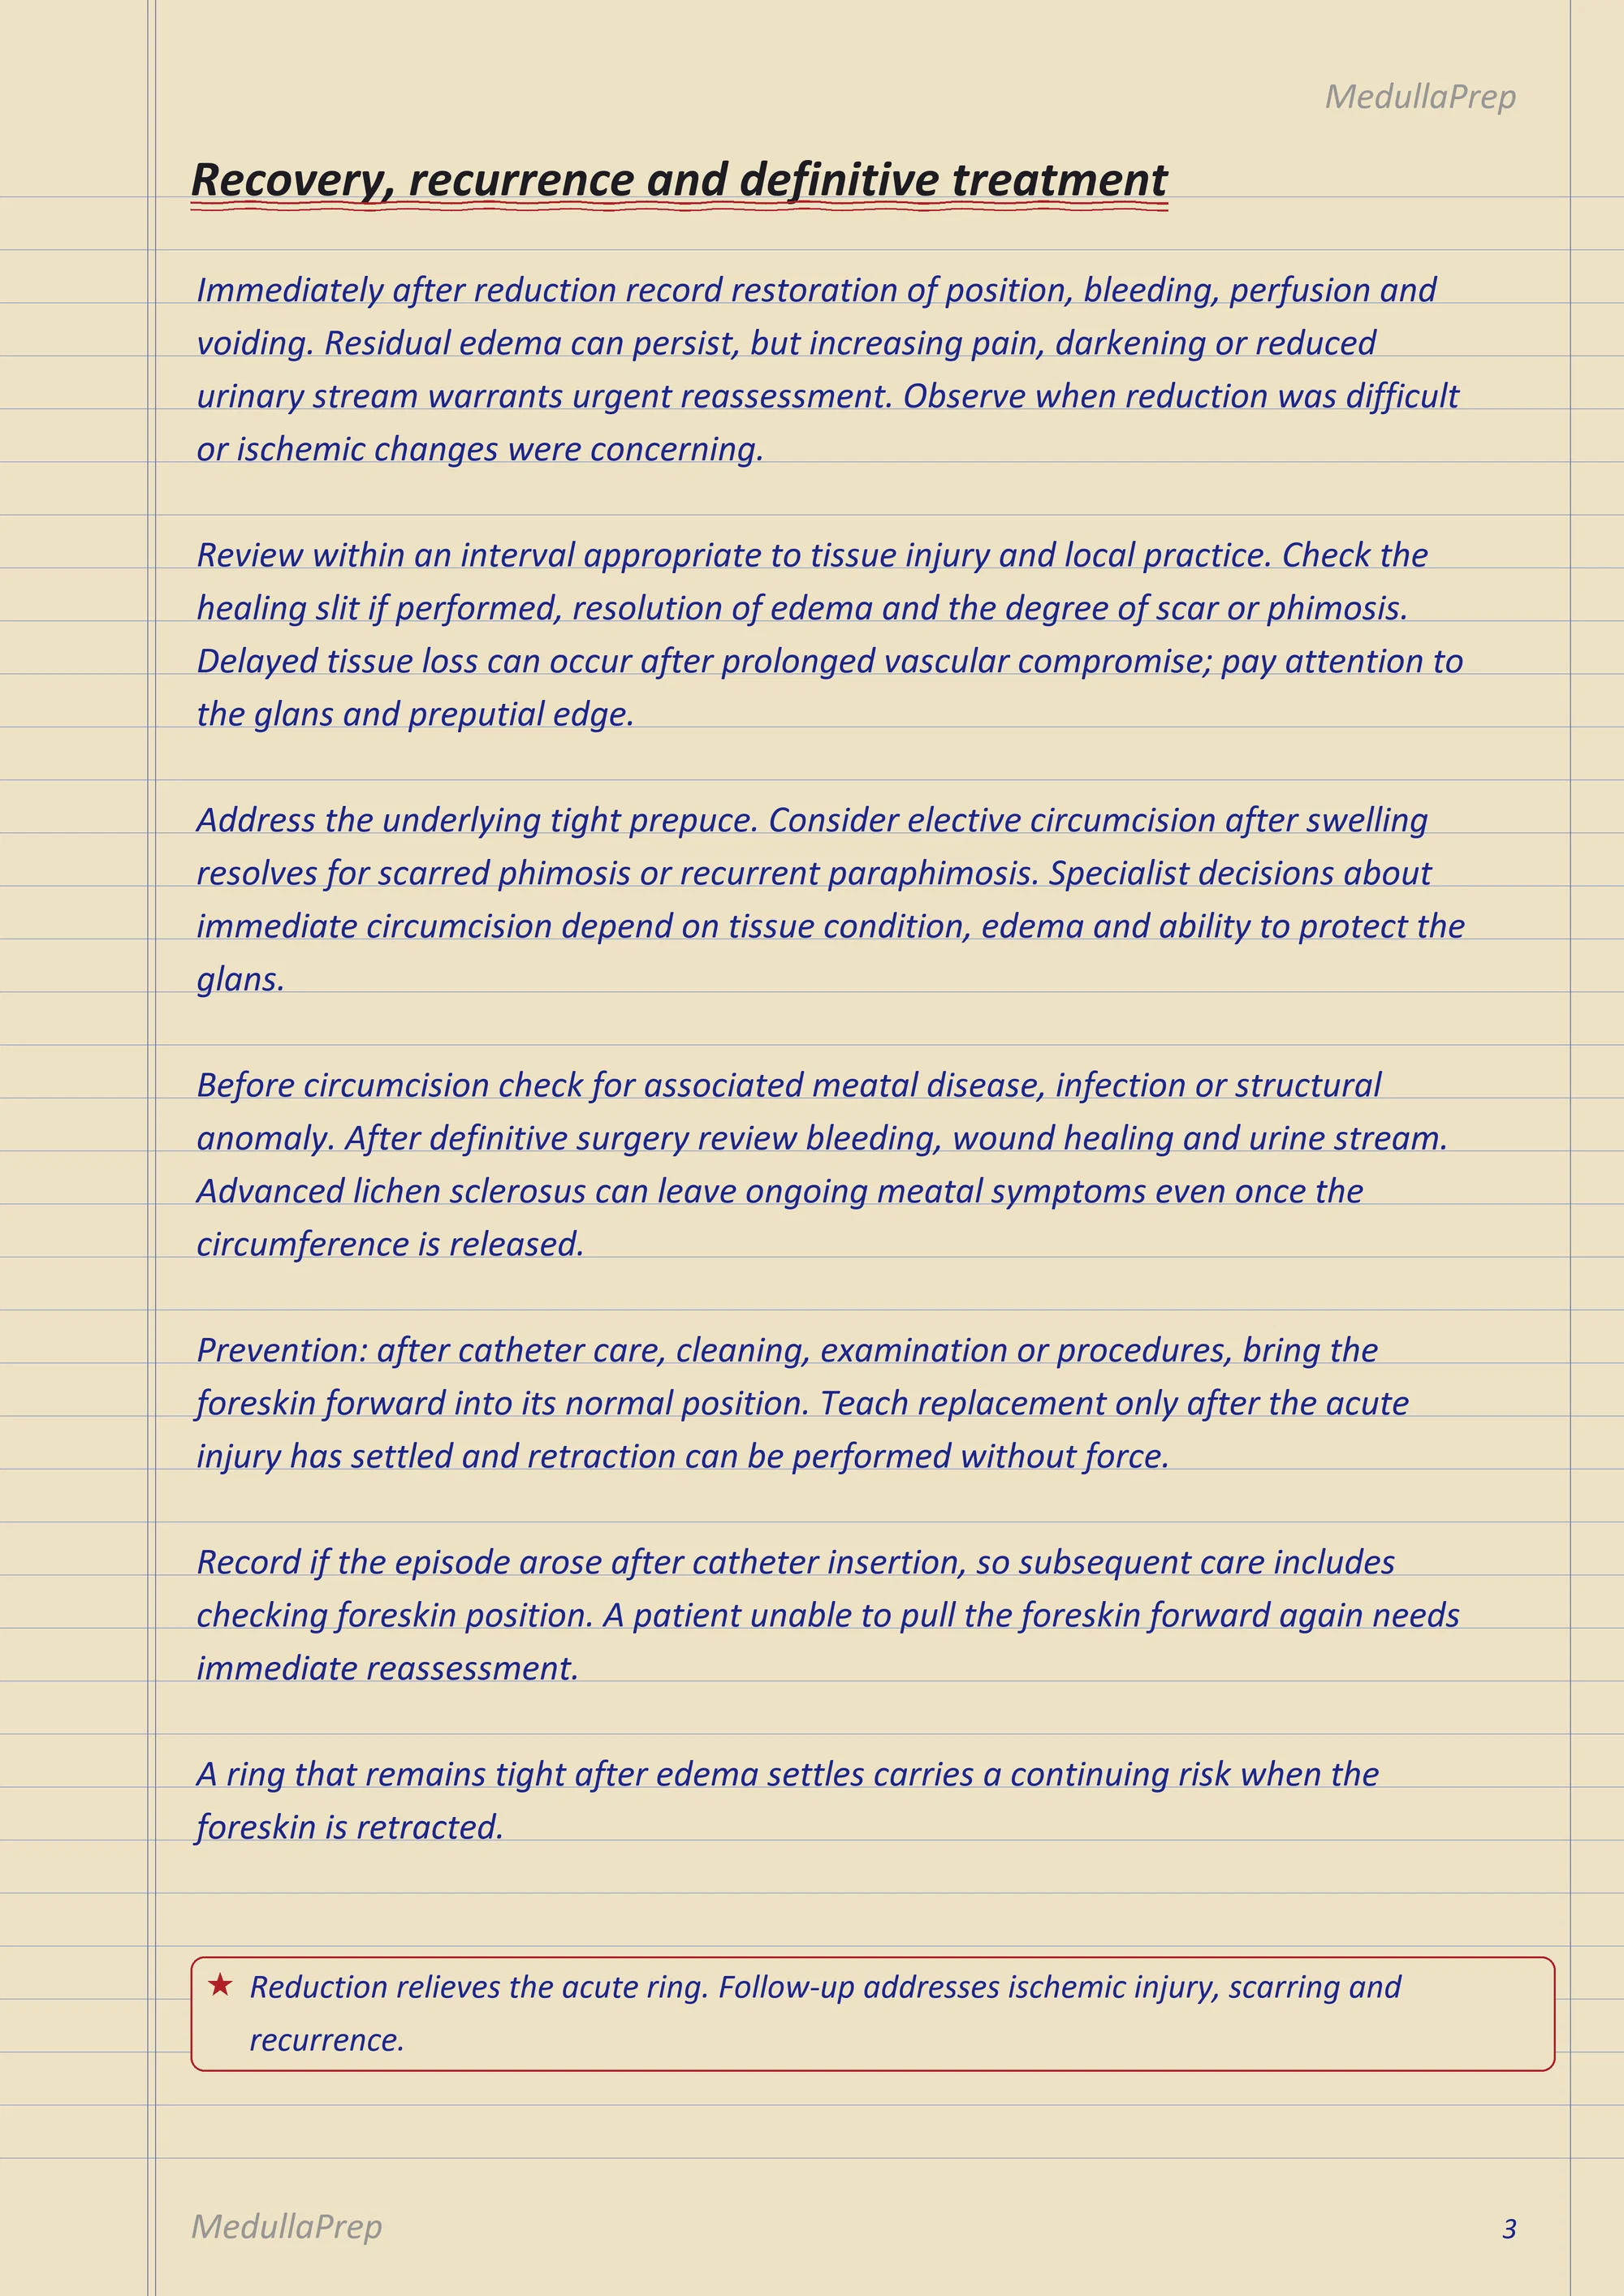 MedullaPrep
Recovery, recurrence and definitive treatment
Immediately after reduction record restoration of position, bleeding, perfusion and
voiding. Residual edema can persist, but increasing pain, darkening or reduced
urinary stream warrants urgent reassessment. Observe when reduction was difficult
or ischemic changes were concerning.
Review within an interval appropriate to tissue injury and local practice. Check the
healing slit if performed, resolution of edema and the degree of scar or phimosis.
Delayed tissue loss can occur after prolonged vascular compromise; pay attention to
the glans and preputial edge.
Address the underlying tight prepuce. Consider elective circumcision after swelling
resolves for scarred phimosis or recurrent paraphimosis. Specialist decisions about
immediate circumcision depend on tissue condition, edema and ability to protect the
glans.
Before circumcision check for associated meatal disease, infection or structural
anomaly. After definitive surgery review bleeding, wound healing and urine stream.
Advanced lichen sclerosus can leave ongoing meatal symptoms even once the
circumference is released.
Prevention: after catheter care, cleaning, examination or procedures, bring the
foreskin forward into its normal position. Teach replacement only after the acute
injury has settled and retraction can be performed without force.
Record if the episode arose after catheter insertion, so subsequent care includes
checking foreskin position. A patient unable to pull the foreskin forward again needs
immediate reassessment.
A ring that remains tight after edema settles carries a continuing risk when the
foreskin is retracted.
★ Reduction relieves the acute ring. Follow-up addresses ischemic injury, scarring and
recurrence.
MedullaPrep
3